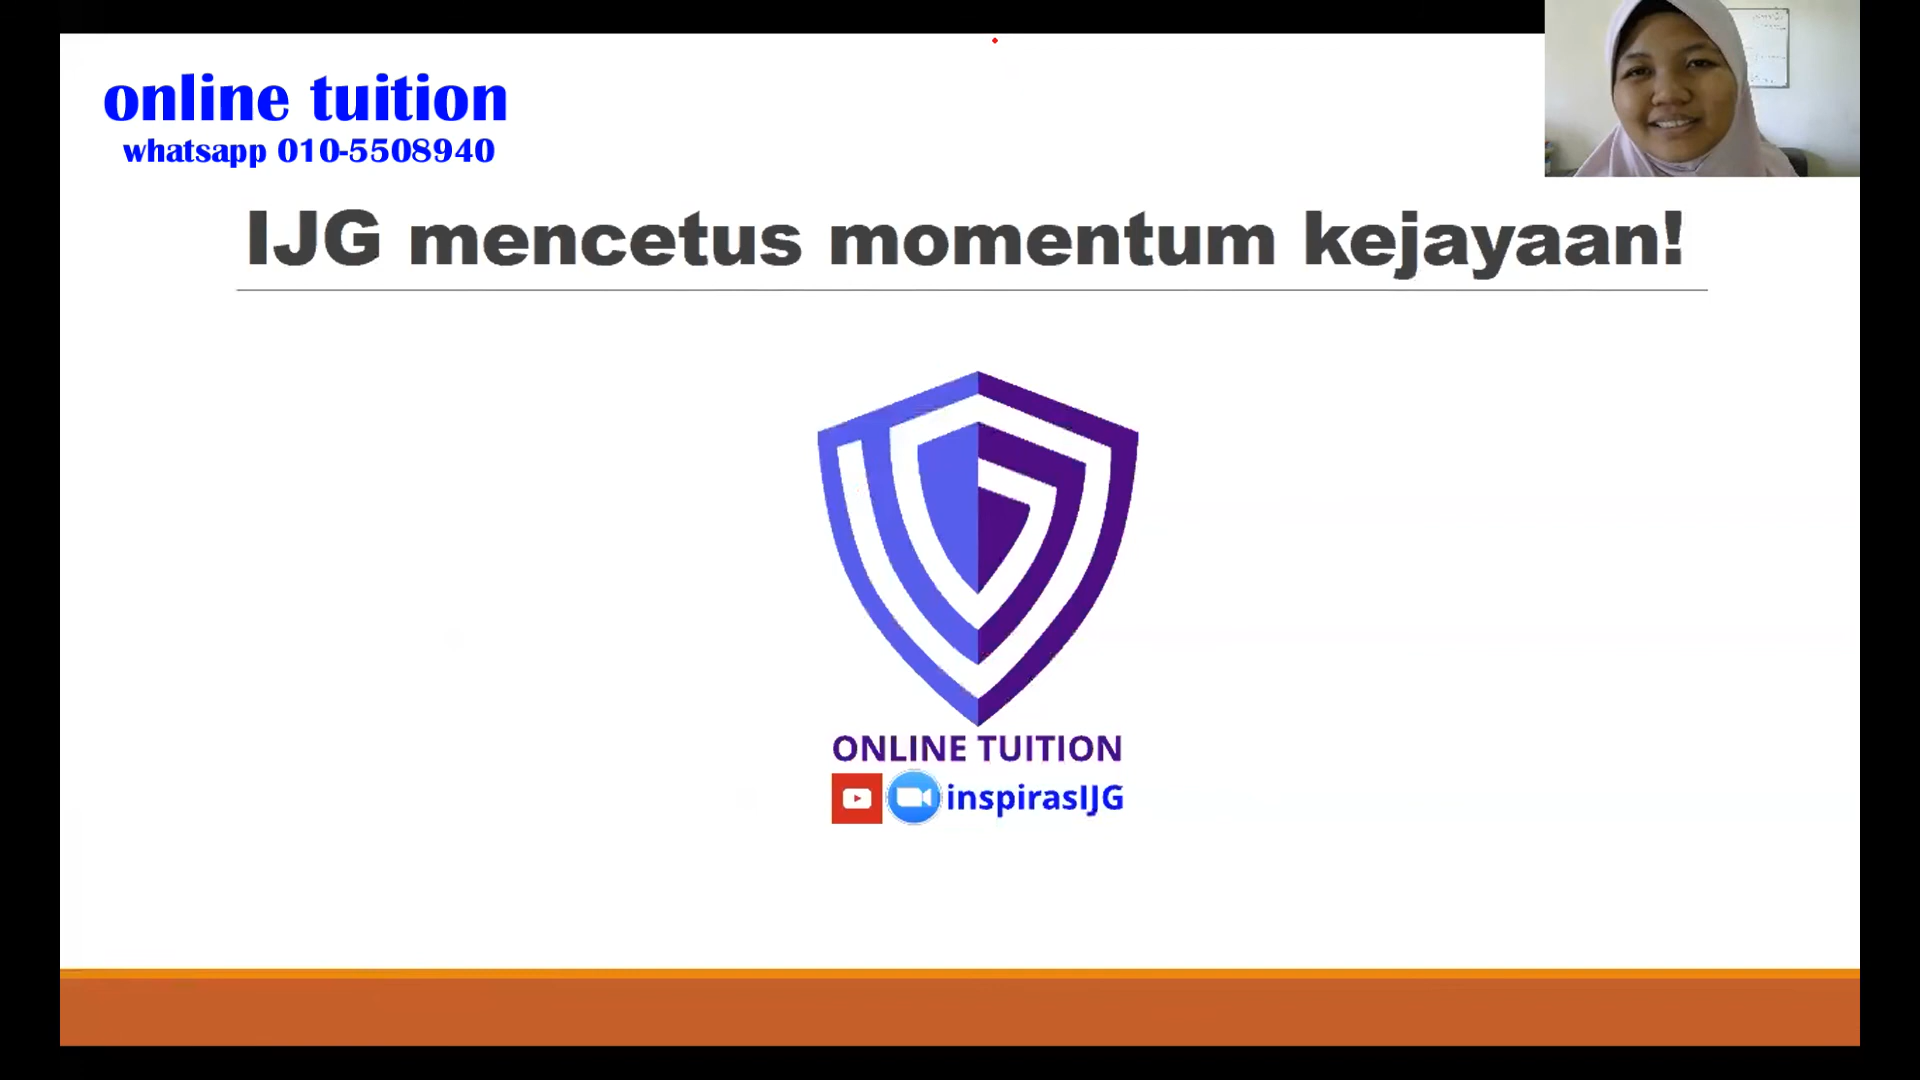 online tuition
whatsapp 010-5508940
IJG mencetus momentum kejayaan!
ONLINE TUITION
inspirasIJG